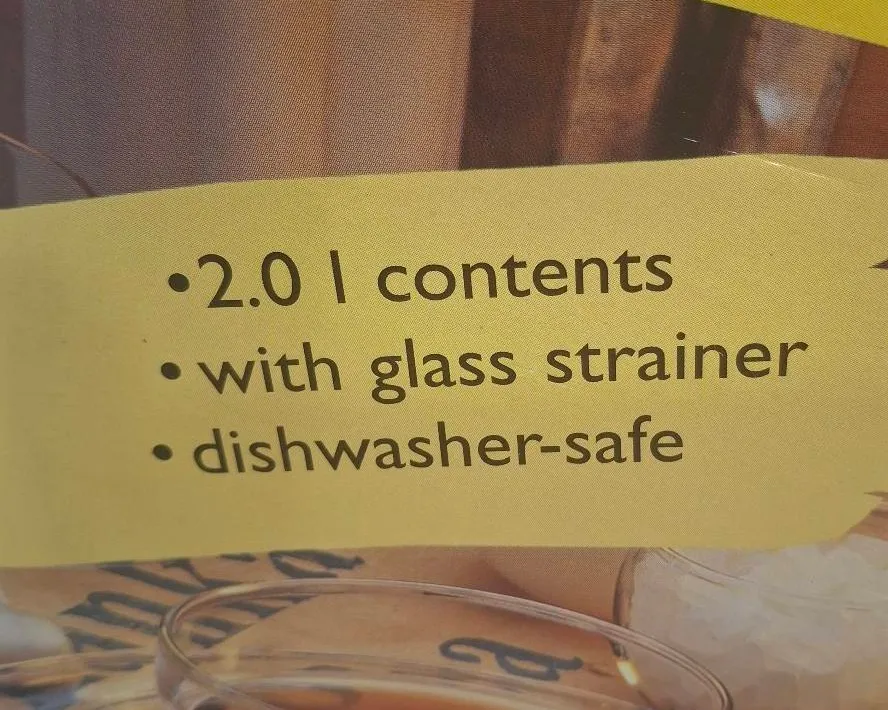 •2.0 l contents
• with glass strainer
• dishwasher-safe